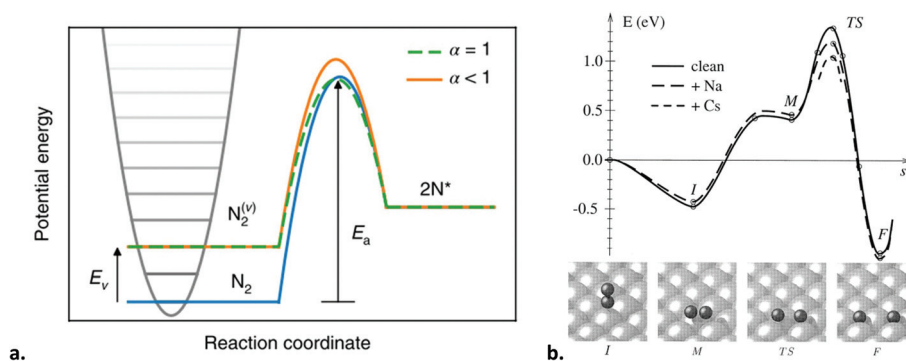 α = 1
α < 1
Potential energy
N₂⁽ᵛ⁾
2N*
Eₐ
Eᵥ
N₂
Reaction coordinate
a.
E (eV)
TS
clean
+ Na
+ Cs
M
1.0
0.5
0.0
s
I
-0.5
F
I
M
TS
F
b.